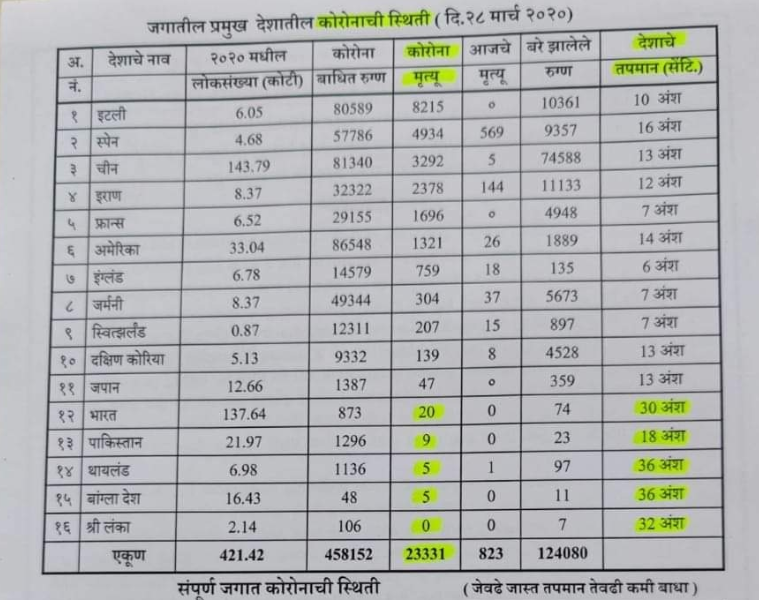 जगातील प्रमुख देशातील कोरोनाची स्थिती ( दि.२८ मार्च २०२०)
अ. नं. देशाचे नाव २०२० मधील लोकसंख्या (कोटी) कोरोना बाधित रुग्ण कोरोना मृत्यू आजचे मृत्यू बरे झालेले रुग्ण देशाचे तपमान (सेंटि.)
१ इटली 6.05 80589 8215 ० 10361 10 अंश
२ स्पेन 4.68 57786 4934 569 9357 16 अंश
३ चीन 143.79 81340 3292 5 74588 13 अंश
४ इराण 8.37 32322 2378 144 11133 12 अंश
५ फ्रान्स 6.52 29155 1696 ० 4948 7 अंश
६ अमेरिका 33.04 86548 1321 26 1889 14 अंश
७ इंग्लंड 6.78 14579 759 18 135 6 अंश
८ जर्मनी 8.37 49344 304 37 5673 7 अंश
९ स्वित्झर्लंड 0.87 12311 207 15 897 7 अंश
१० दक्षिण कोरिया 5.13 9332 139 8 4528 13 अंश
११ जपान 12.66 1387 47 ० 359 13 अंश
१२ भारत 137.64 873 20 0 74 30 अंश
१३ पाकिस्तान 21.97 1296 9 0 23 18 अंश
१४ थायलंड 6.98 1136 5 1 97 36 अंश
१५ बांग्ला देश 16.43 48 5 0 11 36 अंश
१६ श्री लंका 2.14 106 0 0 7 32 अंश
एकूण 421.42 458152 23331 823 124080
संपूर्ण जगात कोरोनाची स्थिती ( जेवढे जास्त तपमान तेवढी कमी बाधा )